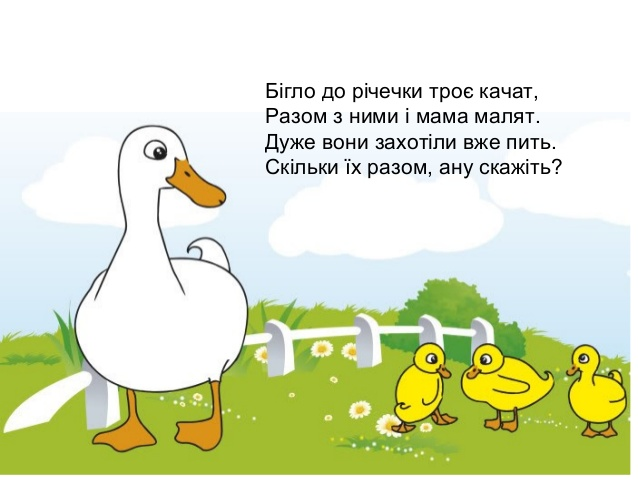 Бігло до річечки троє качат,
Разом з ними і мама малят.
Дуже вони захотіли вже пить.
Скільки їх разом, ану скажіть?